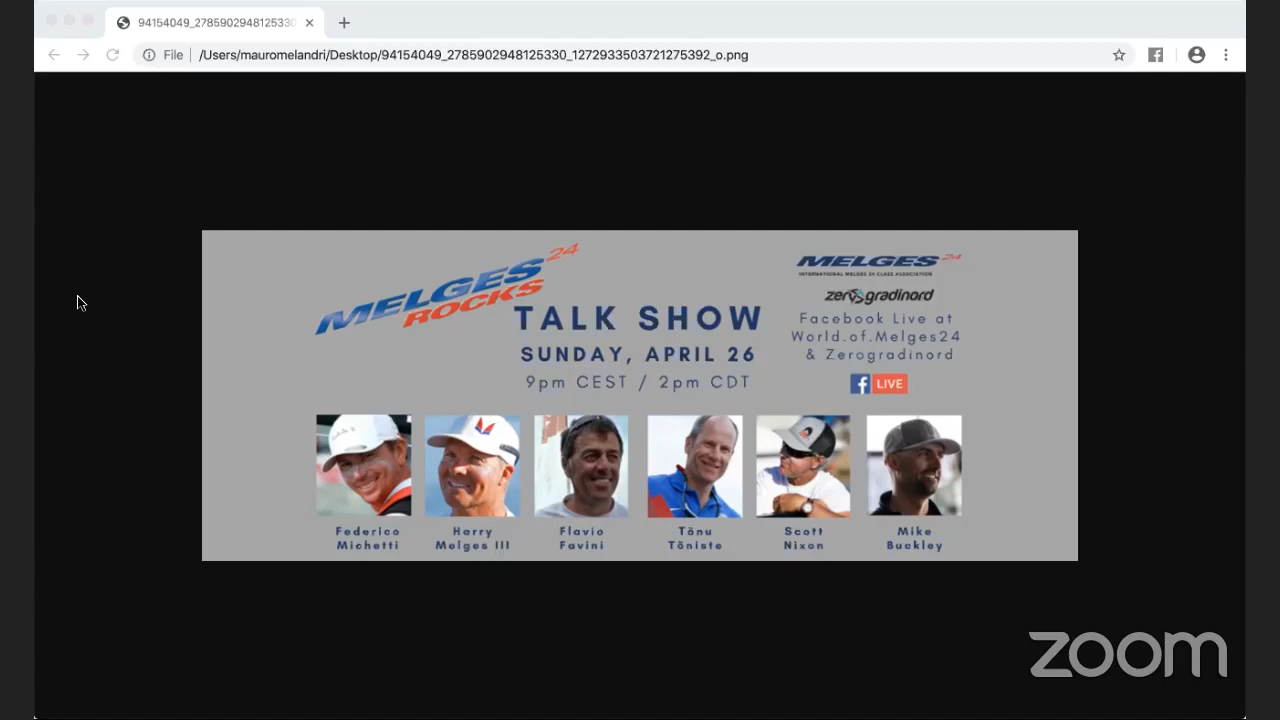 94154049_2785902948125330
File
/Users/mauromelandri/Desktop/94154049_2785902948125330_1272933503721275392_o.png
MELGES 24
ROCKS
TALK SHOW
SUNDAY, APRIL 26
9pm CEST / 2pm CDT
MELGES 24
INTERNATIONAL MELGES 24 CLASS ASSOCIATION
zerogradinord
Facebook Live at
World.of.Melges24
& Zerogradinord
f LIVE
Federico
Michetti
Harry
Melges III
Flavio
Favini
Tõnu
Tõniste
Scott
Nixon
Mike
Buckley
zoom